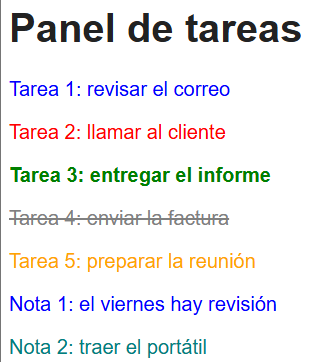 Panel de tareas
Tarea 1: revisar el correo
Tarea 2: llamar al cliente
Tarea 3: entregar el informe
Tarea 4: enviar la factura
Tarea 5: preparar la reunión
Nota 1: el viernes hay revisión
Nota 2: traer el portátil